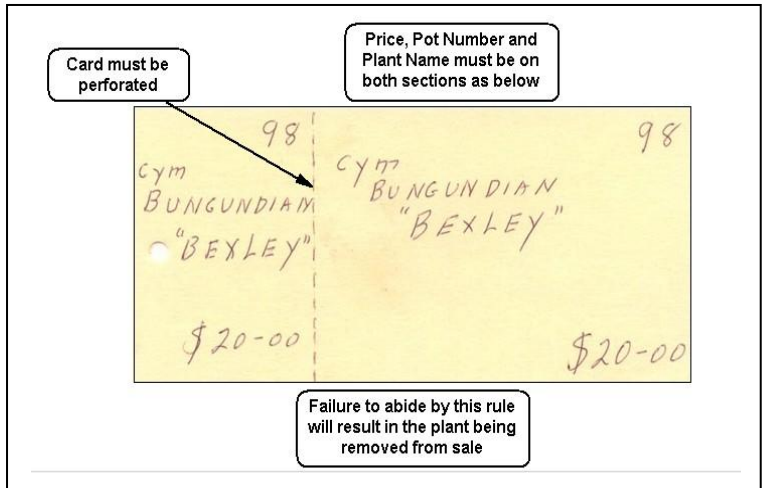 Card must be
perforated
Price, Pot Number and
Plant Name must be on
both sections as below
98
cym
BUNGUNDIAN
"BEXLEY"
$20-00
98
cym
BUNGUNDIAN
"BEXLEY"
$20-00
Failure to abide by this rule
will result in the plant being
removed from sale